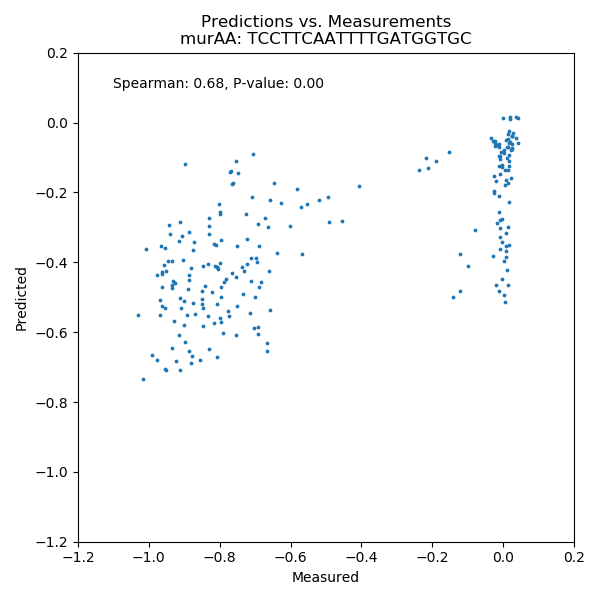 Predictions vs. Measurements
murAA: TCCTTCAATTTTGATGGTGC
Spearman: 0.68, P-value: 0.00
0.2
0.0
−0.2
−0.4
−0.6
−0.8
−1.0
−1.2
Predicted
−1.2 −1.0 −0.8 −0.6 −0.4 −0.2 0.0 0.2
Measured